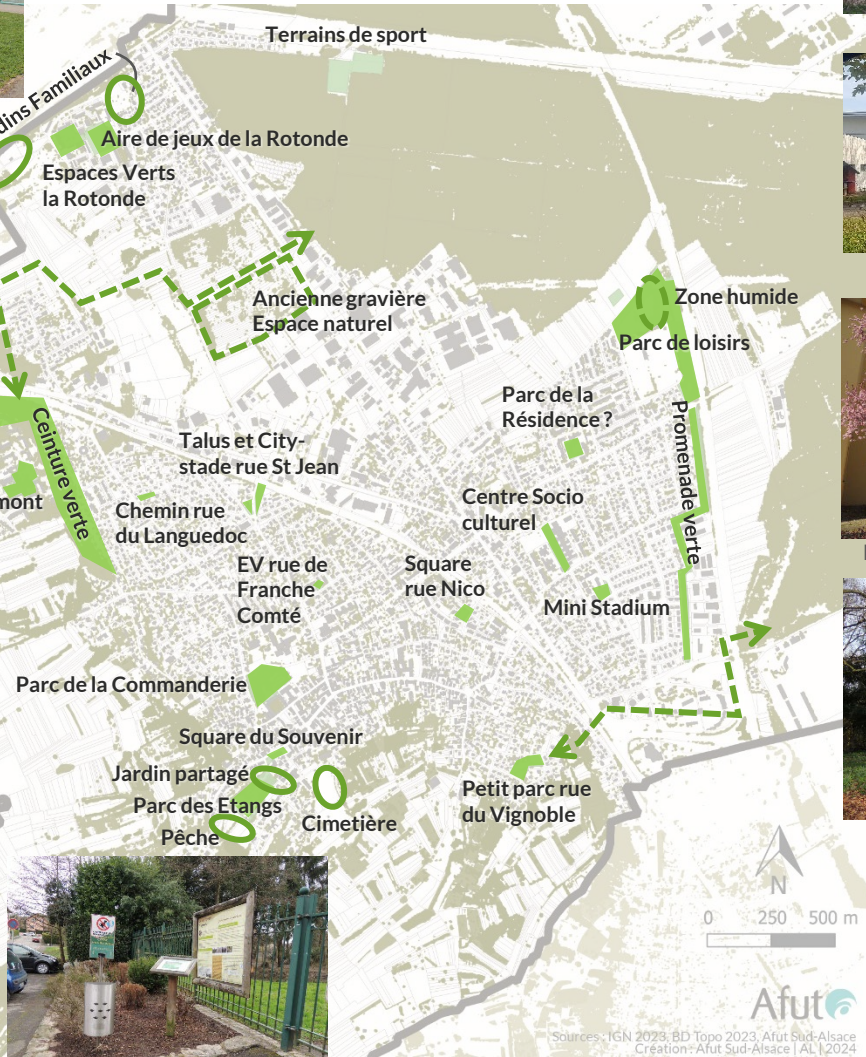 Terrains de sport
dins Familiaux
Aire de jeux de la Rotonde
Espaces Verts
la Rotonde
Ancienne gravière
Espace naturel
Zone humide
Parc de loisirs
Parc de la
Résidence ?
Promenade verte
Ceinture verte
Talus et City-
stade rue St Jean
mont
Chemin rue
du Languedoc
Centre Socio
culturel
EV rue de
Franche
Comté
Square
rue Nico
Mini Stadium
Parc de la Commanderie
Square du Souvenir
Jardin partagé
Parc des Etangs
Pêche
Cimetière
Petit parc rue
du Vignoble
N
0 250 500 m
Afut
Sources : IGN 2023, BD Topo 2023, Afut Sud-Alsace
Création : Afut Sud-Alsace | AL | 2024